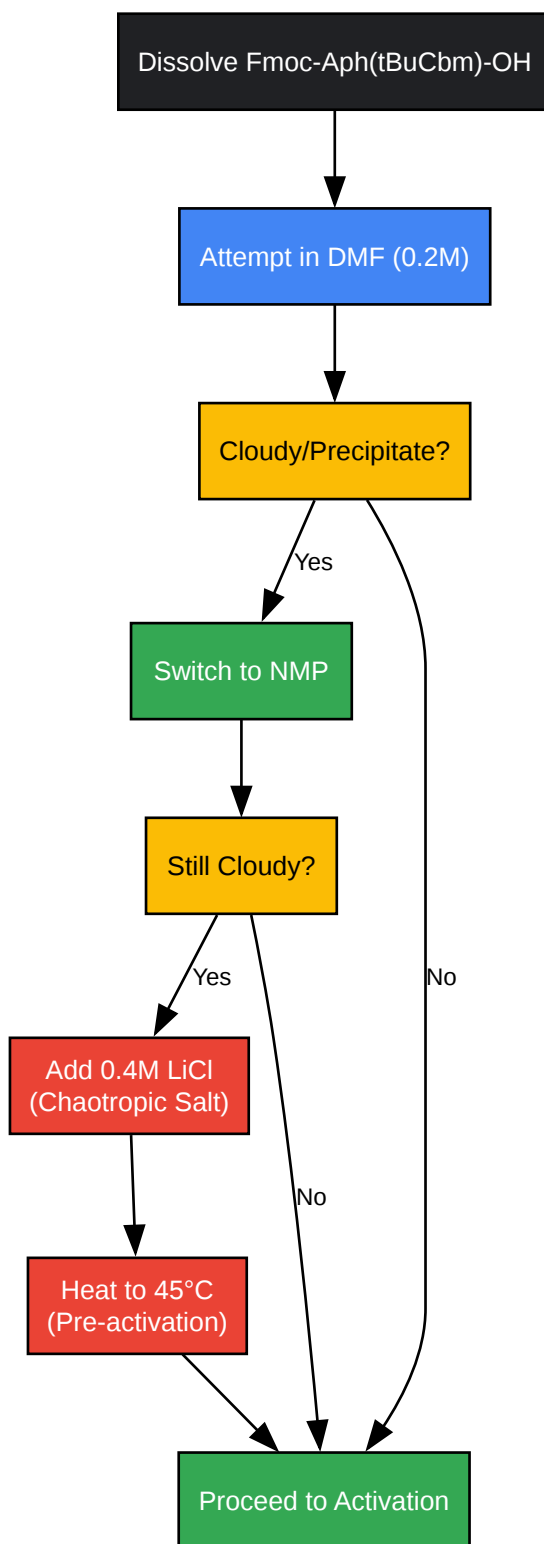 Dissolve Fmoc-Aph(tBuCbm)-OH
Attempt in DMF (0.2M)
Cloudy/Precipitate?
Yes
Switch to NMP
Still Cloudy?
Yes
No
Add 0.4M LiCl
(Chaotropic Salt)
No
Heat to 45°C
(Pre-activation)
Proceed to Activation